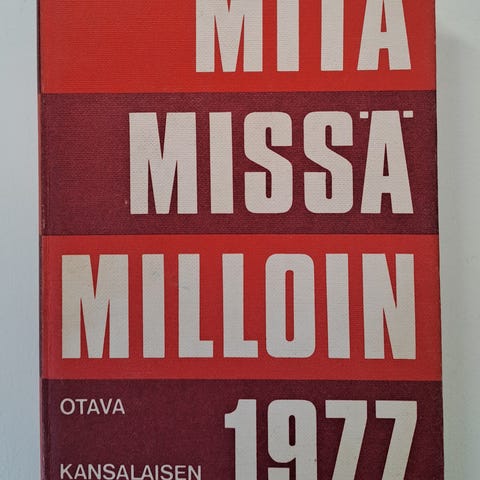 MITÄ
MISSÄ
MILLOIN
OTAVA
1977
KANSALAISEN